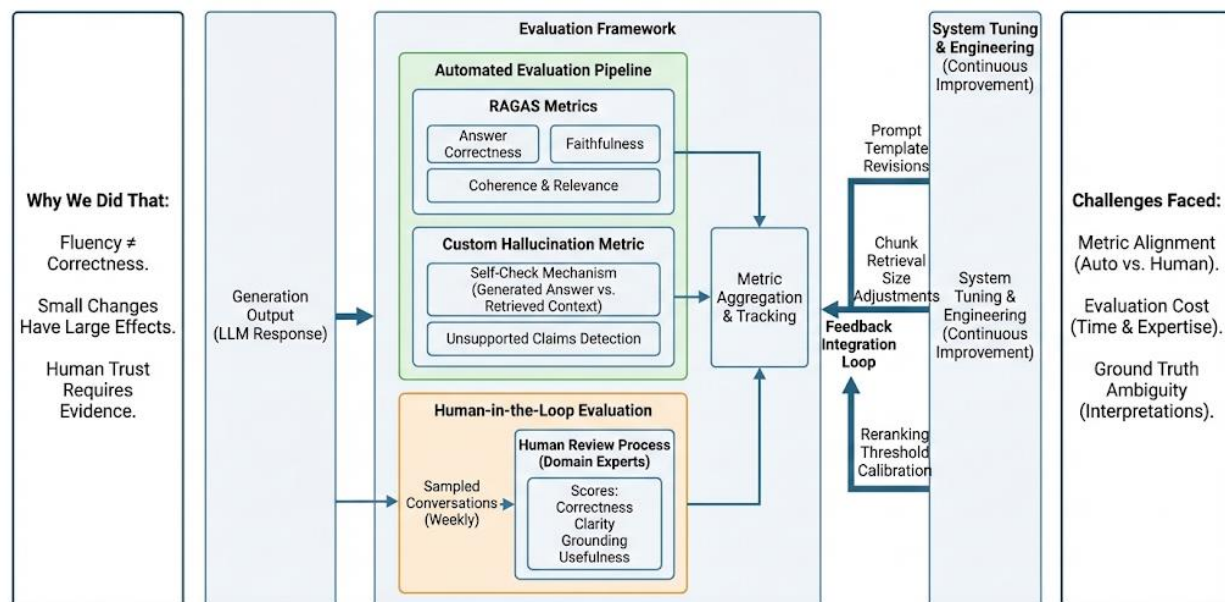 Why We Did That:
Fluency ≠
Correctness.
Small Changes
Have Large Effects.
Human Trust
Requires
Evidence.
Generation
Output
(LLM Response)
Evaluation Framework
Automated Evaluation Pipeline
RAGAS Metrics
Answer
Correctness
Faithfulness
Coherence & Relevance
Custom Hallucination Metric
Self-Check Mechanism
(Generated Answer vs.
Retrieved Context)
Unsupported Claims Detection
Human-in-the-Loop Evaluation
Sampled
Conversations
(Weekly)
Human Review Process
(Domain Experts)
Scores:
Correctness
Clarity
Grounding
Usefulness
Metric
Aggregation
& Tracking
Prompt
Template
Revisions
Chunk
Retrieval
Size
Adjustments
Feedback
Integration
Loop
Reranking
Threshold
Calibration
System Tuning
& Engineering
(Continuous
Improvement)
System
Tuning &
Engineering
(Continuous
Improvement)
Challenges Faced:
Metric Alignment
(Auto vs. Human).
Evaluation Cost
(Time & Expertise).
Ground Truth
Ambiguity
(Interpretations).